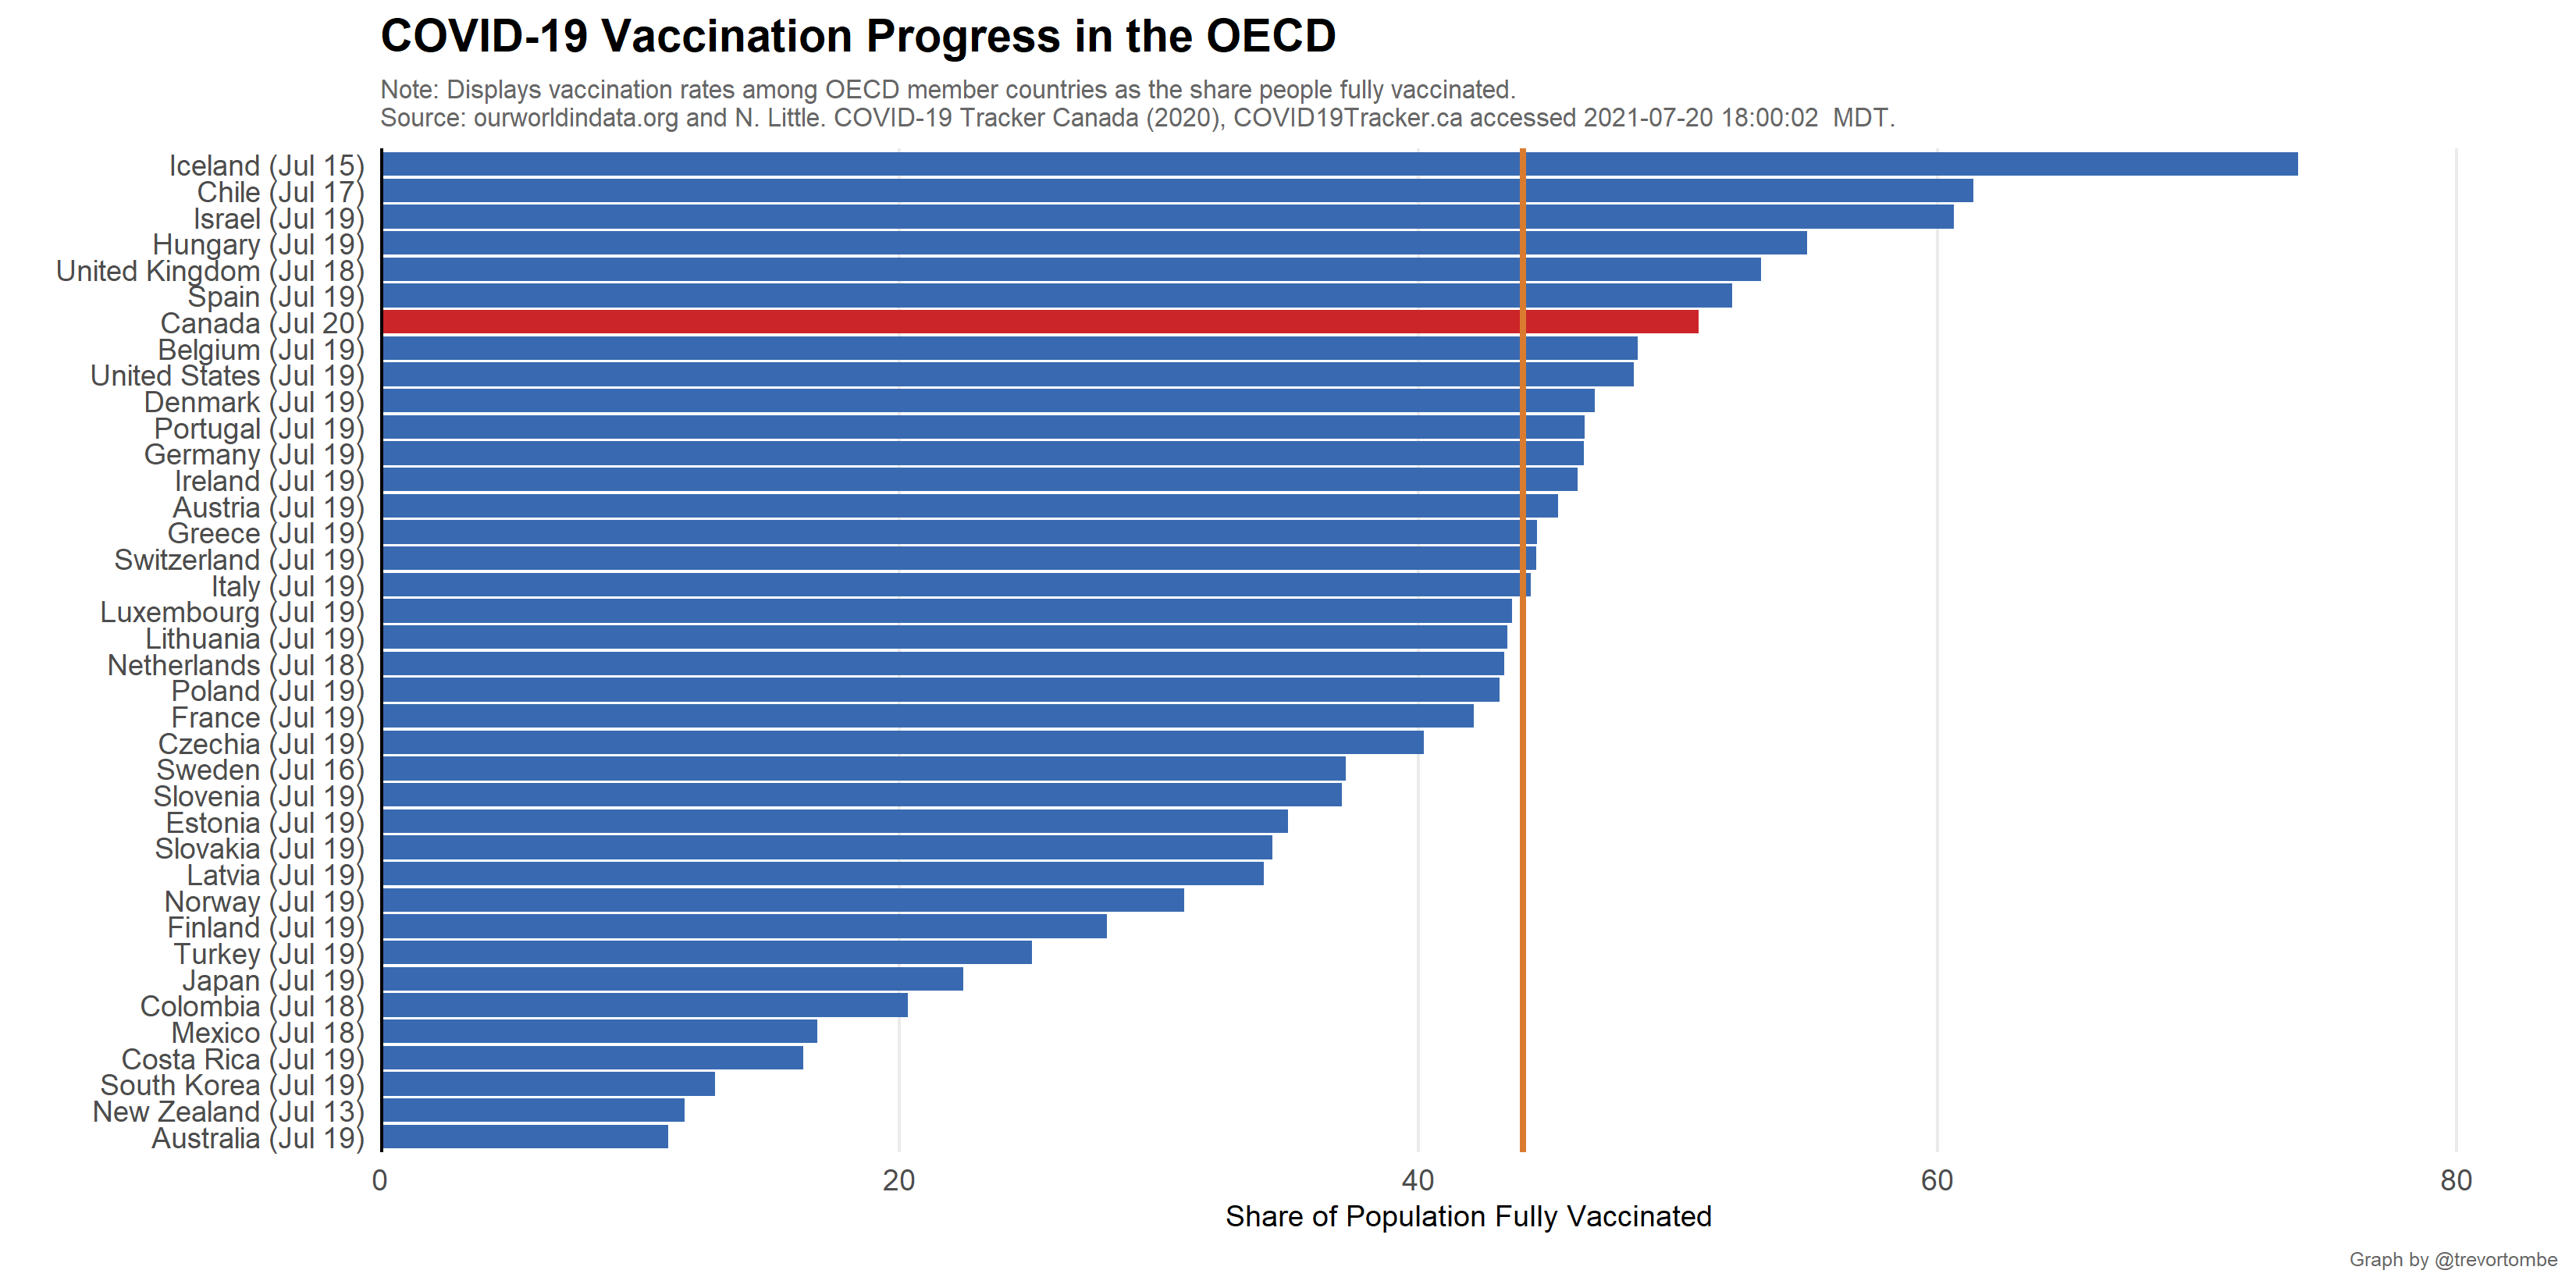 COVID-19 Vaccination Progress in the OECD
Note: Displays vaccination rates among OECD member countries as the share people fully vaccinated.
Source: ourworldindata.org and N. Little. COVID-19 Tracker Canada (2020), COVID19Tracker.ca accessed 2021-07-20 18:00:02  MDT.
Iceland (Jul 15)
Chile (Jul 17)
Israel (Jul 19)
Hungary (Jul 19)
United Kingdom (Jul 18)
Spain (Jul 19)
Canada (Jul 20)
Belgium (Jul 19)
United States (Jul 19)
Denmark (Jul 19)
Portugal (Jul 19)
Germany (Jul 19)
Ireland (Jul 19)
Austria (Jul 19)
Greece (Jul 19)
Switzerland (Jul 19)
Italy (Jul 19)
Luxembourg (Jul 19)
Lithuania (Jul 19)
Netherlands (Jul 18)
Poland (Jul 19)
France (Jul 19)
Czechia (Jul 19)
Sweden (Jul 16)
Slovenia (Jul 19)
Estonia (Jul 19)
Slovakia (Jul 19)
Latvia (Jul 19)
Norway (Jul 19)
Finland (Jul 19)
Turkey (Jul 19)
Japan (Jul 19)
Colombia (Jul 18)
Mexico (Jul 18)
Costa Rica (Jul 19)
South Korea (Jul 19)
New Zealand (Jul 13)
Australia (Jul 19)
0 20 40 60 80
Share of Population Fully Vaccinated
Graph by @trevortombe